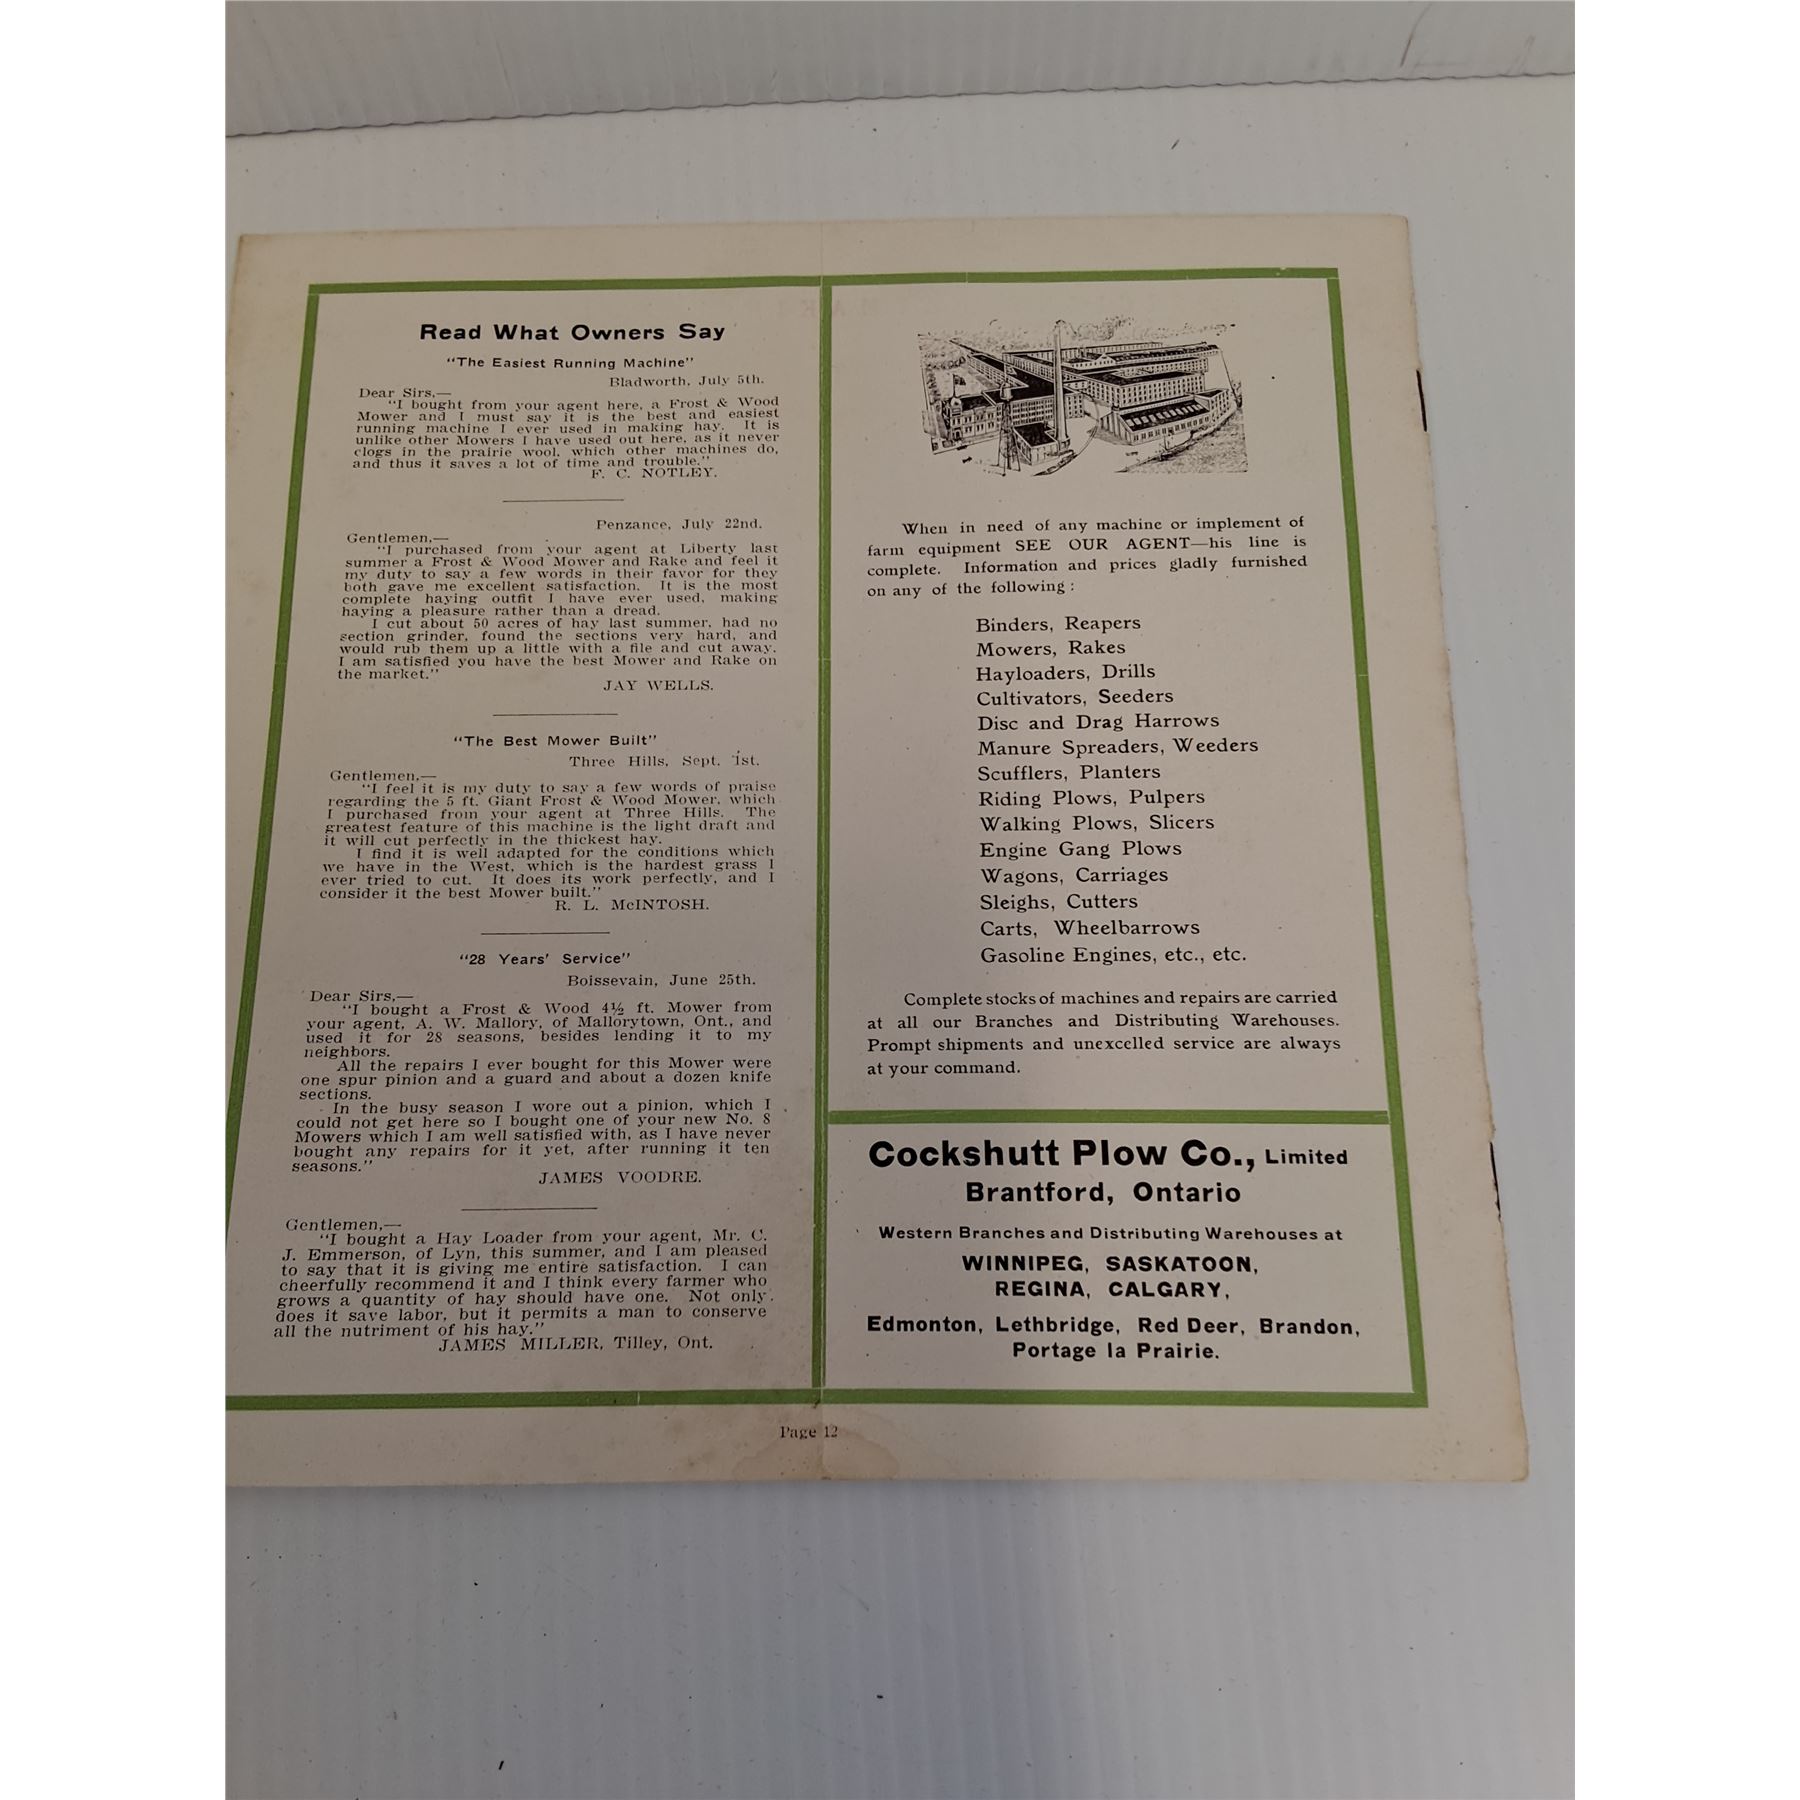 Read What Owners Say
"The Easiest Running Machine"
Bladworth, July 5th.
Dear Sirs,—
"I bought from your agent here, a Frost & Wood
Mower and I must say it is the best and easiest
running machine I ever used in making hay. It is
unlike other Mowers I have used out here, as it never
clogs in the prairie wool, which other machines do,
and thus it saves a lot of time and trouble."
F. C. NOTLEY.
Penzance, July 22nd.
Gentlemen,—
"I purchased from your agent at Liberty last
summer a Frost & Wood Mower and Rake and feel it
my duty to say a few words in their favor for they
both gave me excellent satisfaction. It is the most
complete haying outfit I have ever used, making
haying a pleasure rather than a dread.
I cut about 50 acres of hay last summer, had no
section grinder, found the sections very hard, and
would rub them up a little with a file and cut away.
I am satisfied you have the best Mower and Rake on
the market."
JAY WELLS.
"The Best Mower Built"
Three Hills, Sept. 1st.
Gentlemen,—
"I feel it is my duty to say a few words of praise
regarding the 5 ft. Giant Frost & Wood Mower, which
I purchased from your agent at Three Hills. The
greatest feature of this machine is the light draft and
it will cut perfectly in the thickest hay.
I find it is well adapted for the conditions which
we have in the West, which is the hardest grass I
ever tried to cut. It does its work perfectly, and I
consider it the best Mower built."
R. L. McINTOSH.
"28 Years' Service"
Boissevain, June 25th.
Dear Sirs,—
"I bought a Frost & Wood 4½ ft. Mower from
your agent, A. W. Mallory, of Mallorytown, Ont., and
used it for 28 seasons, besides lending it to my
neighbors.
All the repairs I ever bought for this Mower were
one spur pinion and a guard and about a dozen knife
sections.
In the busy season I wore out a pinion, which I
could not get here so I bought one of your new No. 8
Mowers which I am well satisfied with, as I have never
bought any repairs for it yet, after running it ten
seasons."
JAMES VOODRE.
Gentlemen,—
"I bought a Hay Loader from your agent, Mr. C.
J. Emmerson, of Lyn, this summer, and I am pleased
to say that it is giving me entire satisfaction. I can
cheerfully recommend it and I think every farmer who
grows a quantity of hay should have one. Not only
does it save labor, but it permits a man to conserve
all the nutriment of his hay."
JAMES MILLER, Tilley, Ont.
When in need of any machine or implement of
farm equipment SEE OUR AGENT—his line is
complete. Information and prices gladly furnished
on any of the following:
Binders, Reapers
Mowers, Rakes
Hayloaders, Drills
Cultivators, Seeders
Disc and Drag Harrows
Manure Spreaders, Weeders
Scufflers, Planters
Riding Plows, Pulpers
Walking Plows, Slicers
Engine Gang Plows
Wagons, Carriages
Sleighs, Cutters
Carts, Wheelbarrows
Gasoline Engines, etc., etc.
Complete stocks of machines and repairs are carried
at all our Branches and Distributing Warehouses.
Prompt shipments and unexcelled service are always
at your command.
Cockshutt Plow Co., Limited
Brantford, Ontario
Western Branches and Distributing Warehouses at
WINNIPEG, SASKATOON,
REGINA, CALGARY,
Edmonton, Lethbridge, Red Deer, Brandon,
Portage la Prairie.
Page 12